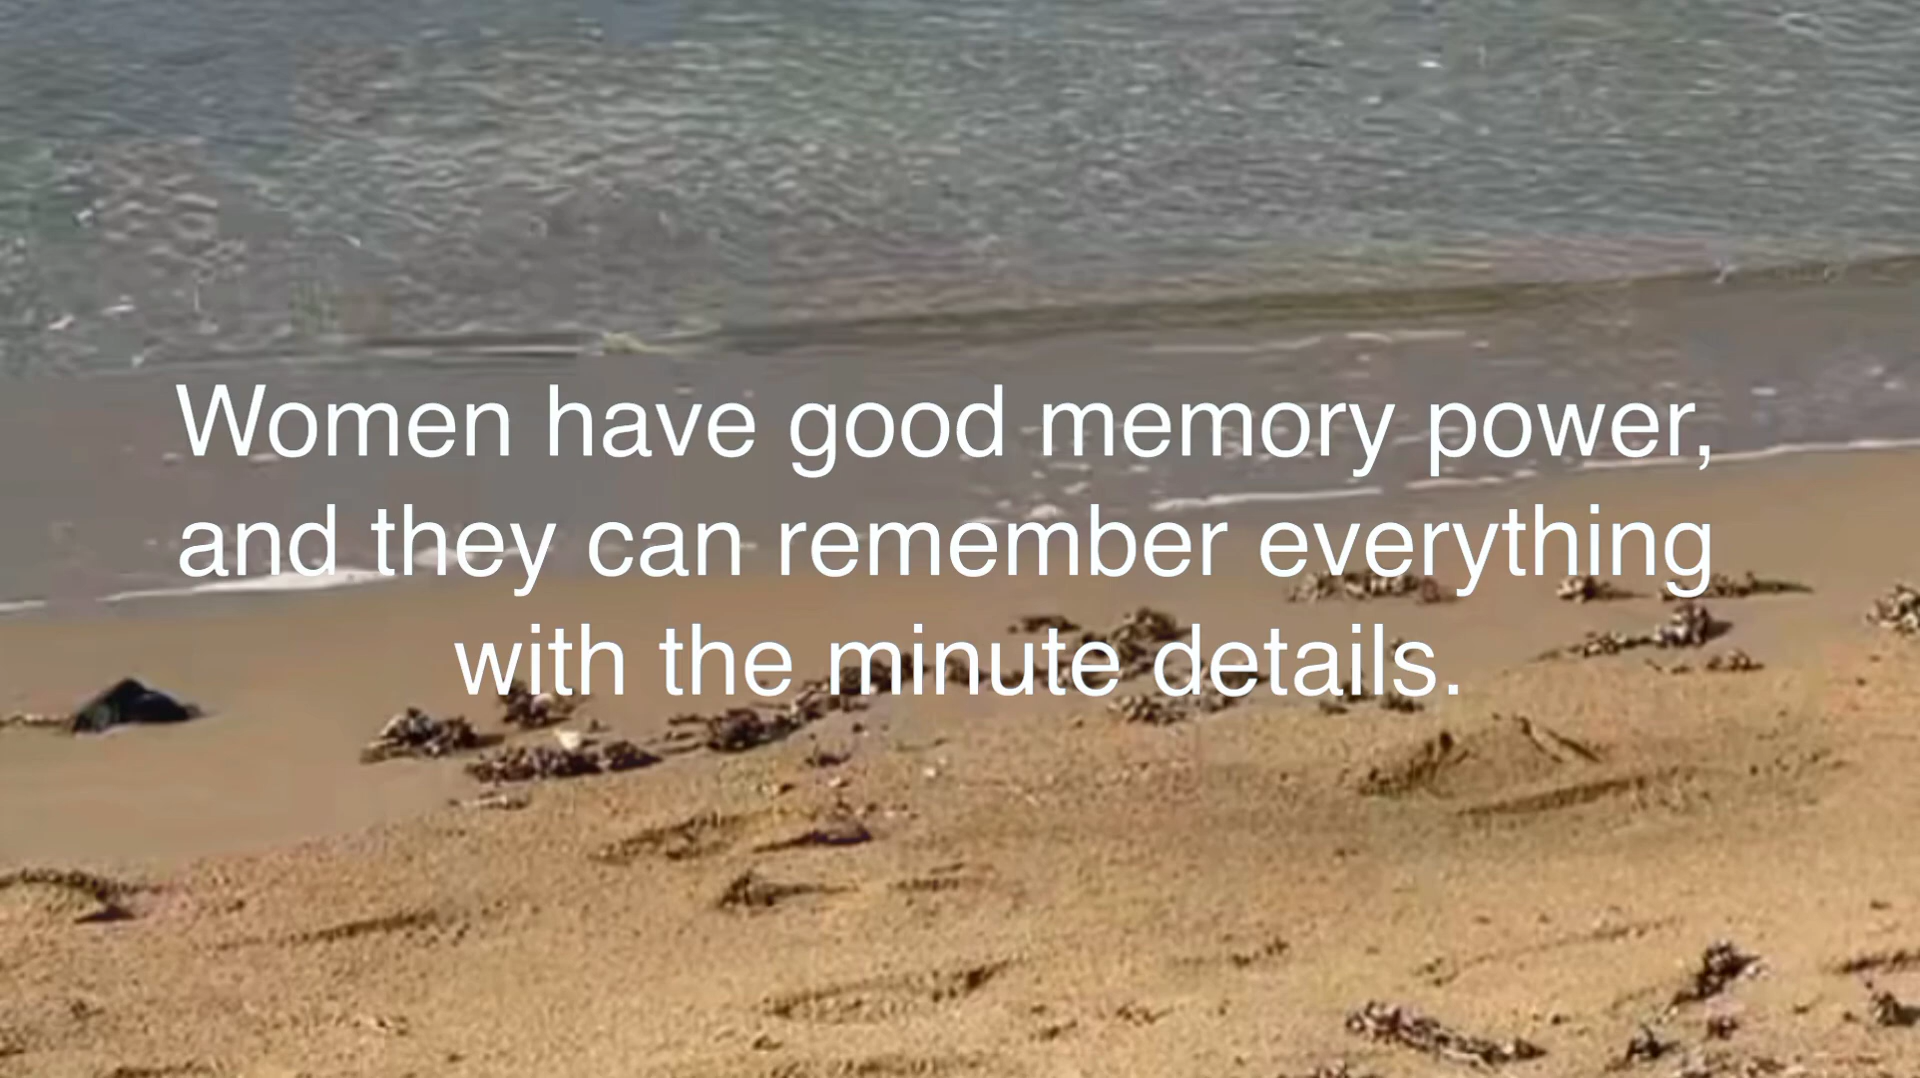 Women have good memory power,
and they can remember everything
with the minute details.